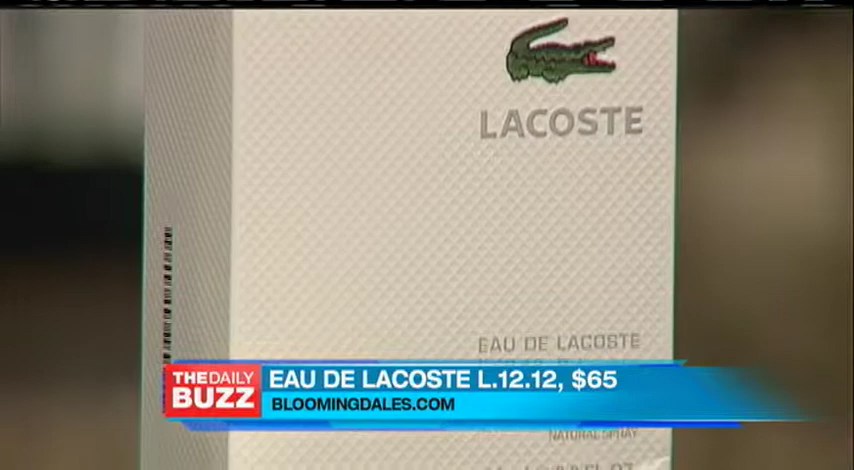 LACOSTE
EAU DE LACOSTE
THE DAILY
BUZZ
EAU DE LACOSTE L.12.12, $65
BLOOMINGDALES.COM
NATURAL SPRAY